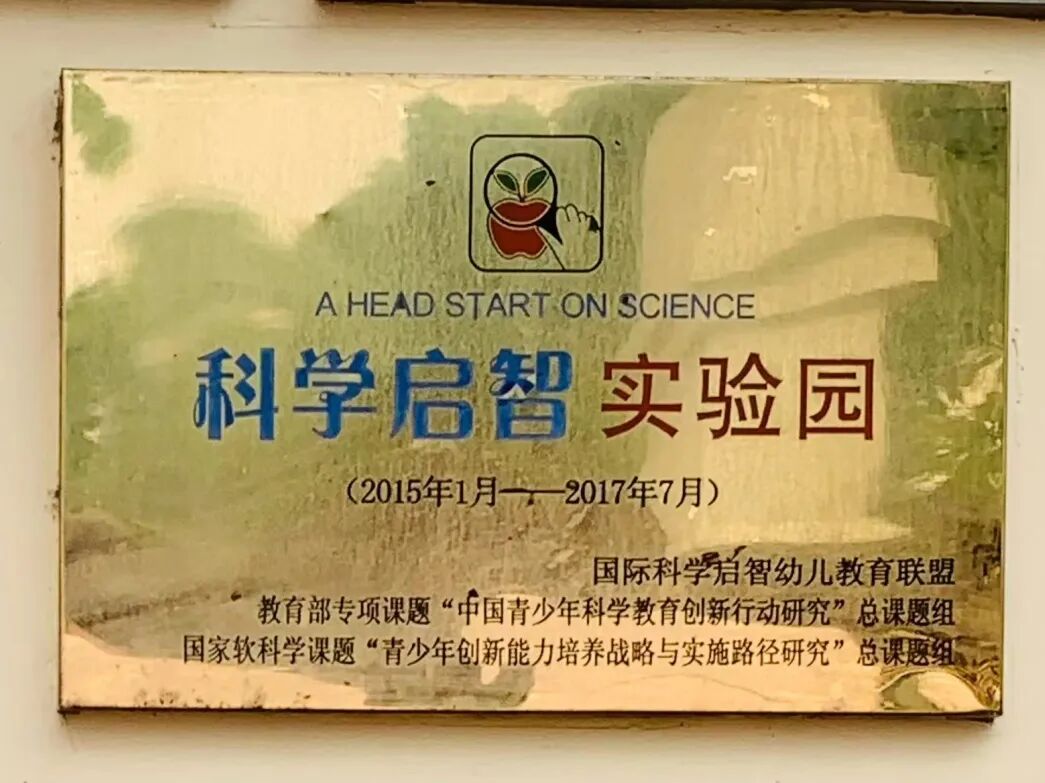 A HEAD START ON SCIENCE
科学启智 实验园
（2015年1月——2017年7月）
国际科学启智幼儿教育联盟
教育部专项课题“中国青少年科学教育创新行动研究”总课题组
国家软科学课题“青少年创新能力培养战略与实施路径研究”总课题组